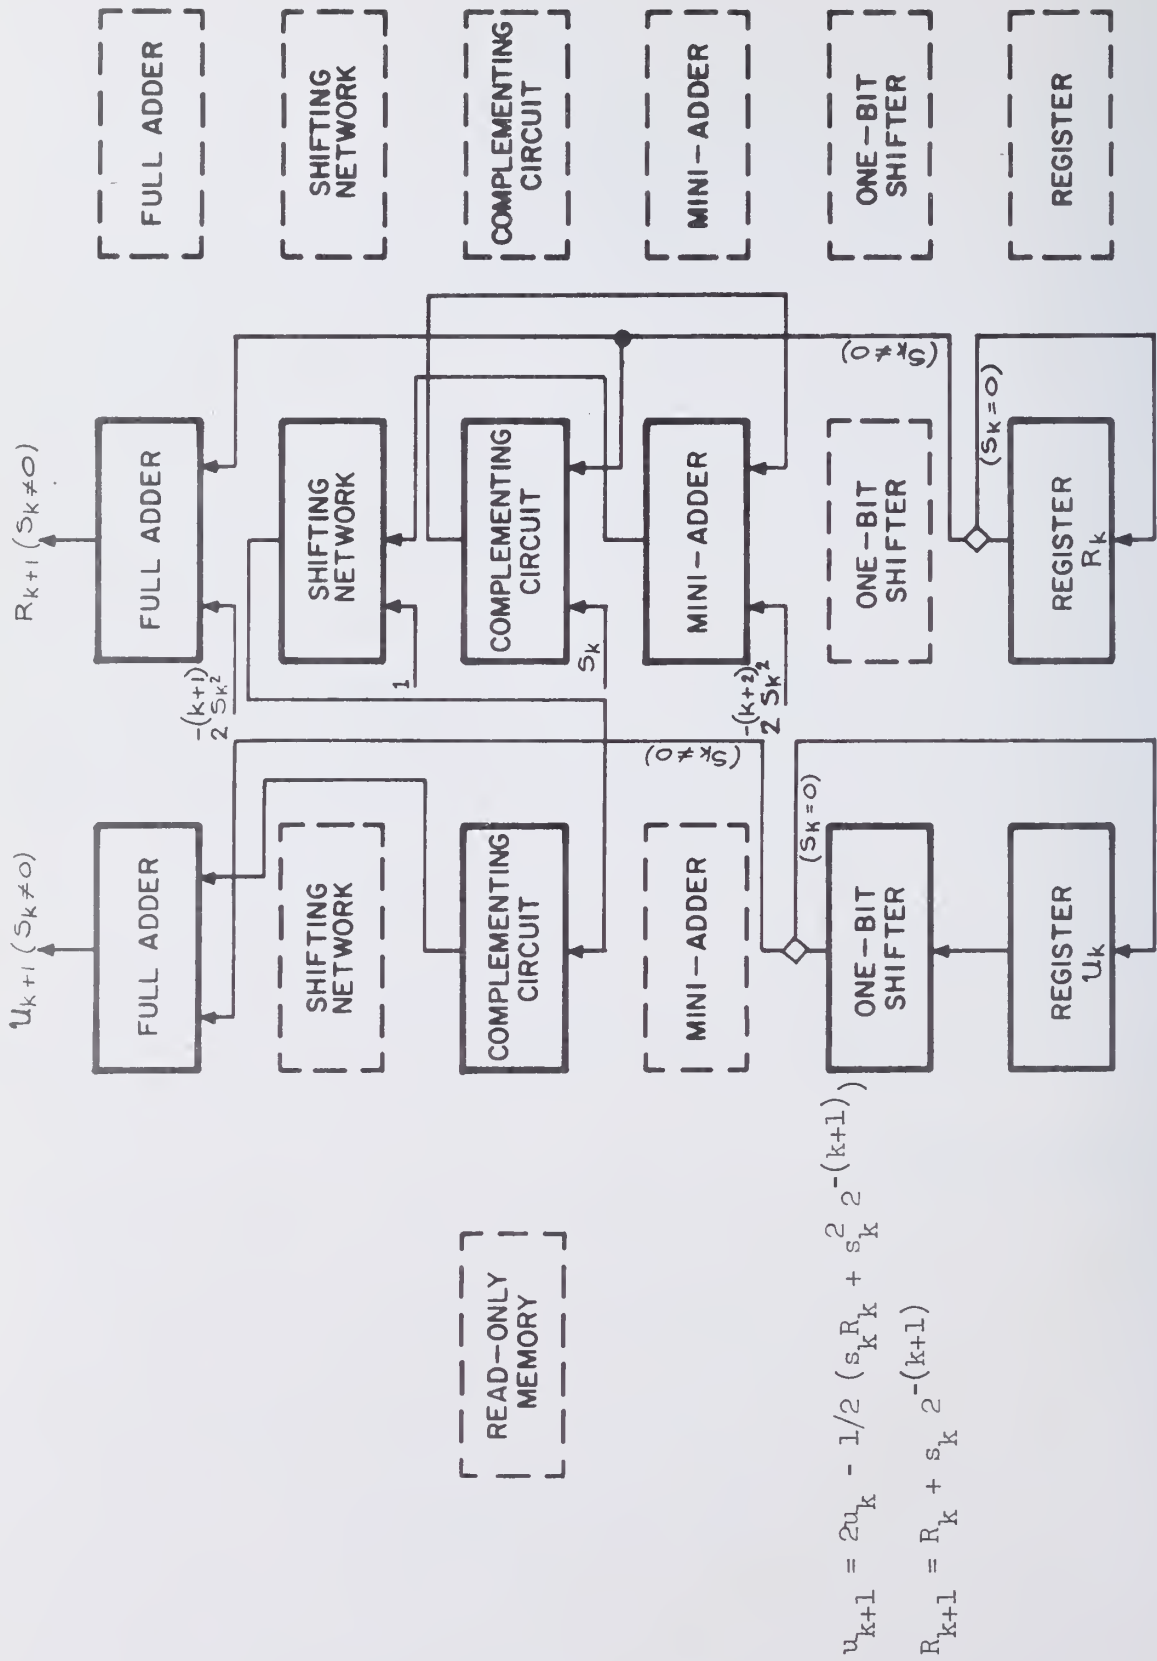 READ-ONLY
MEMORY
u_{k+1} = 2u_k - 1/2 (s_k R_k + s_k^2 2^{-(k+1)})
R_{k+1} = R_k + s_k 2^{-(k+1)}
u_{k+1} (S_k≠0)
FULL ADDER
SHIFTING
NETWORK
COMPLEMENTING
CIRCUIT
MINI-ADDER
(S_k≠0)
(S_k=0)
ONE-BIT
SHIFTER
REGISTER
u_k
R_{k+1} (S_k≠0)
FULL ADDER
2^{-(k+1)} S_k^2
SHIFTING
NETWORK
1
COMPLEMENTING
CIRCUIT
S_k
MINI-ADDER
2^{-(k+2)} S_k^2
(S_k≠0)
ONE-BIT
SHIFTER
(S_k=0)
REGISTER
R_k
FULL ADDER
SHIFTING
NETWORK
COMPLEMENTING
CIRCUIT
MINI-ADDER
ONE-BIT
SHIFTER
REGISTER